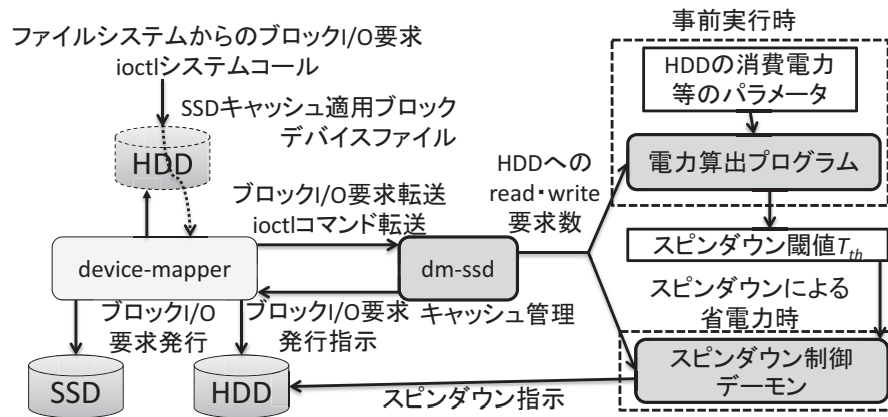 ファイルシステムからのブロックI/O要求
ioctlシステムコール
SSDキャッシュ適用ブロック
デバイスファイル
HDD
ブロックI/O要求転送
ioctlコマンド転送
device-mapper
dm-ssd
キャッシュ管理
ブロックI/O
要求発行
ブロックI/O要求
発行指示
SSD
HDD
HDDへの
read・write
要求数
事前実行時
HDDの消費電力
等のパラメータ
電力算出プログラム
スピンダウン閾値Tth
スピンダウンによる
省電力時
スピンダウン制御
デーモン
スピンダウン指示